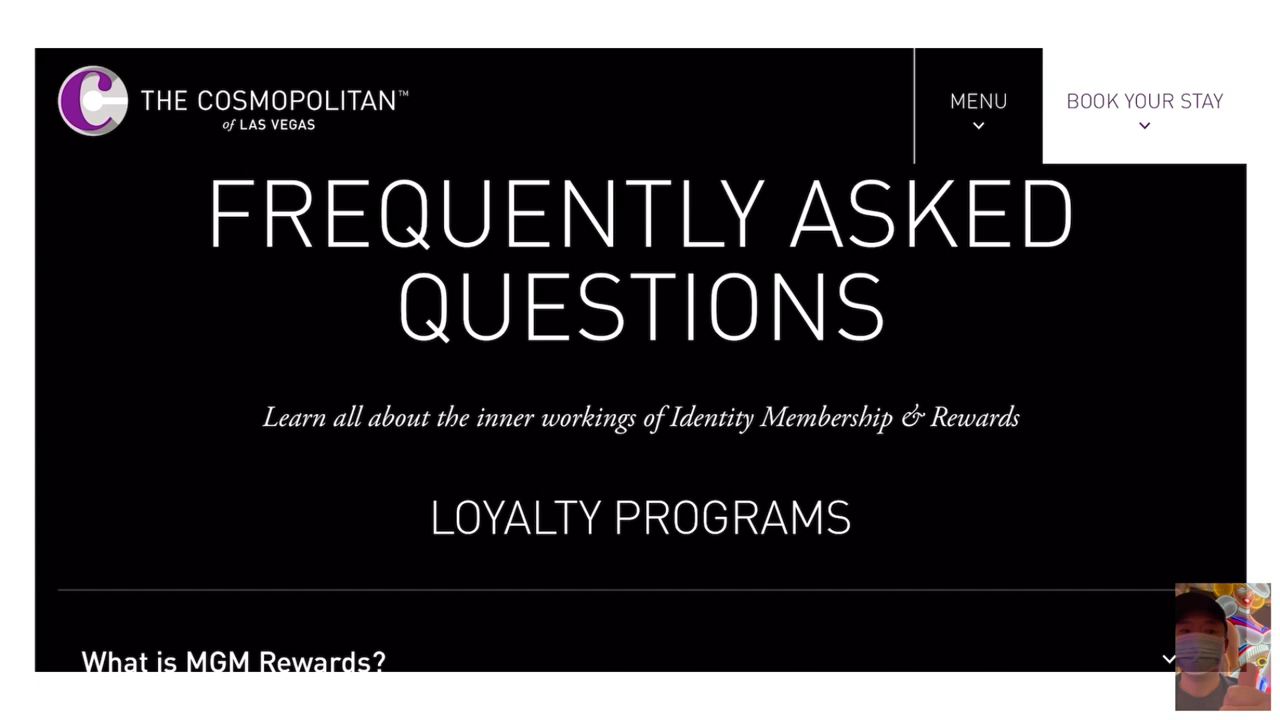 THE COSMOPOLITAN™
of LAS VEGAS
MENU
BOOK YOUR STAY
FREQUENTLY ASKED
QUESTIONS
Learn all about the inner workings of Identity Membership & Rewards
LOYALTY PROGRAMS
What is MGM Rewards?